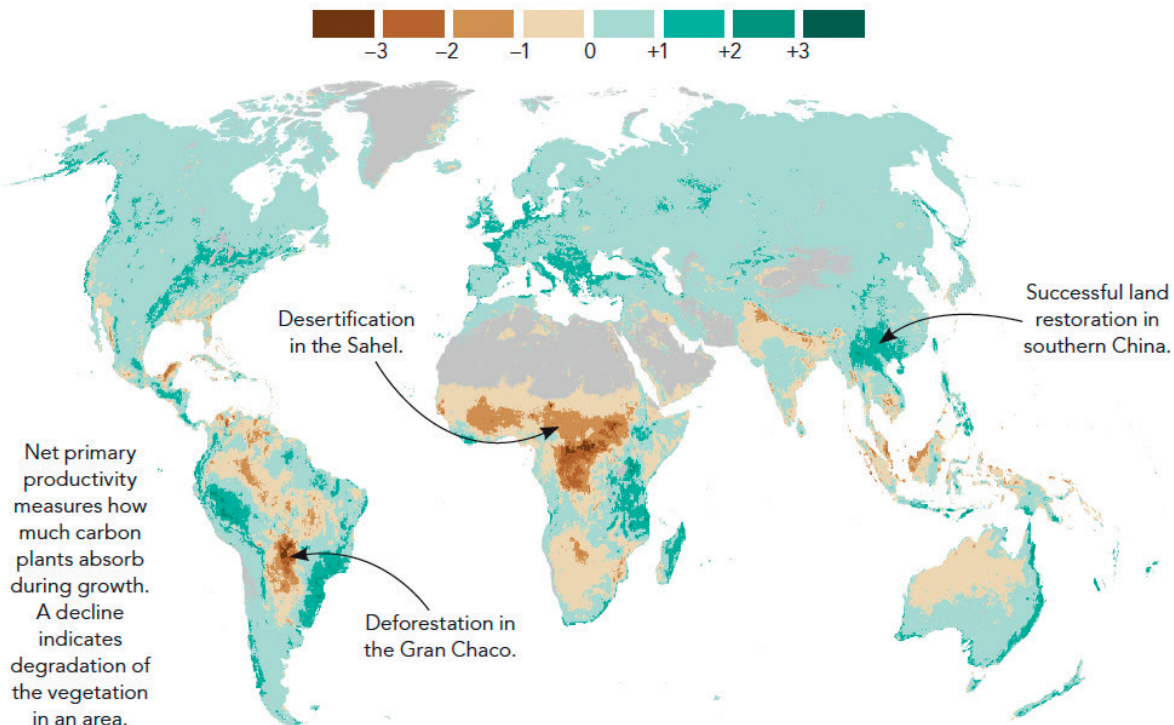 −3 −2 −1 0 +1 +2 +3
Desertification
in the Sahel.
Successful land
restoration in
southern China.
Net primary
productivity
measures how
much carbon
plants absorb
during growth.
A decline
indicates
degradation of
the vegetation
in an area.
Deforestation in
the Gran Chaco.